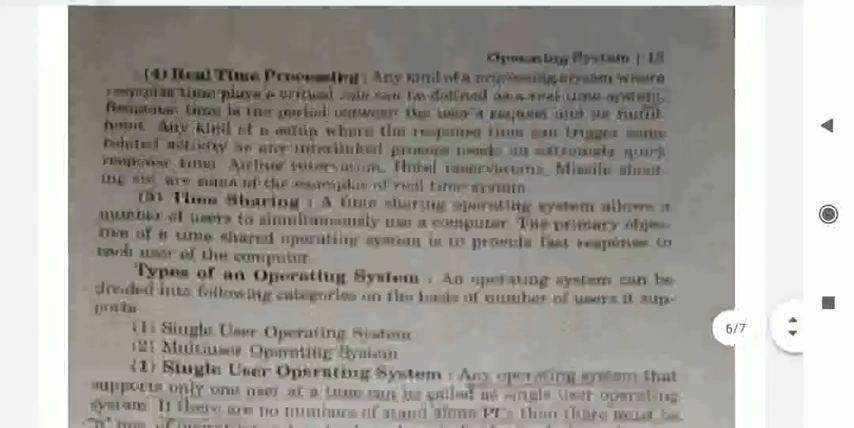 Operating System | 15
(4) Real Time Processing : Any kind of a processing system where
response time plays a critical role can be defined as a real time system.
Response time is the period between the user's request and its
Any kind of a setup where the response time can trigger some
related activity or any interlinked process needs an extremely quick
response time. Airline reservation, Hotel reservations, Missile shoot-
ing etc. are some of the examples of real time system.
(5) Time Sharing : A time sharing operating system allows a
number of users to simultaneously use a computer. The primary objec-
tive of a time shared operating system is to provide fast response to
each user of the computer.
Types of an Operating System : An operating system can be
divided into following categories on the basis of number of users it sup-
ports
(1) Single User Operating System
(2) Multiuser Operating System
(1) Single User Operating System : Any operating system that
supports only one user at a time can be called as single user operating
system. If there are no numbers of stand alone PCs then there must be
6/7